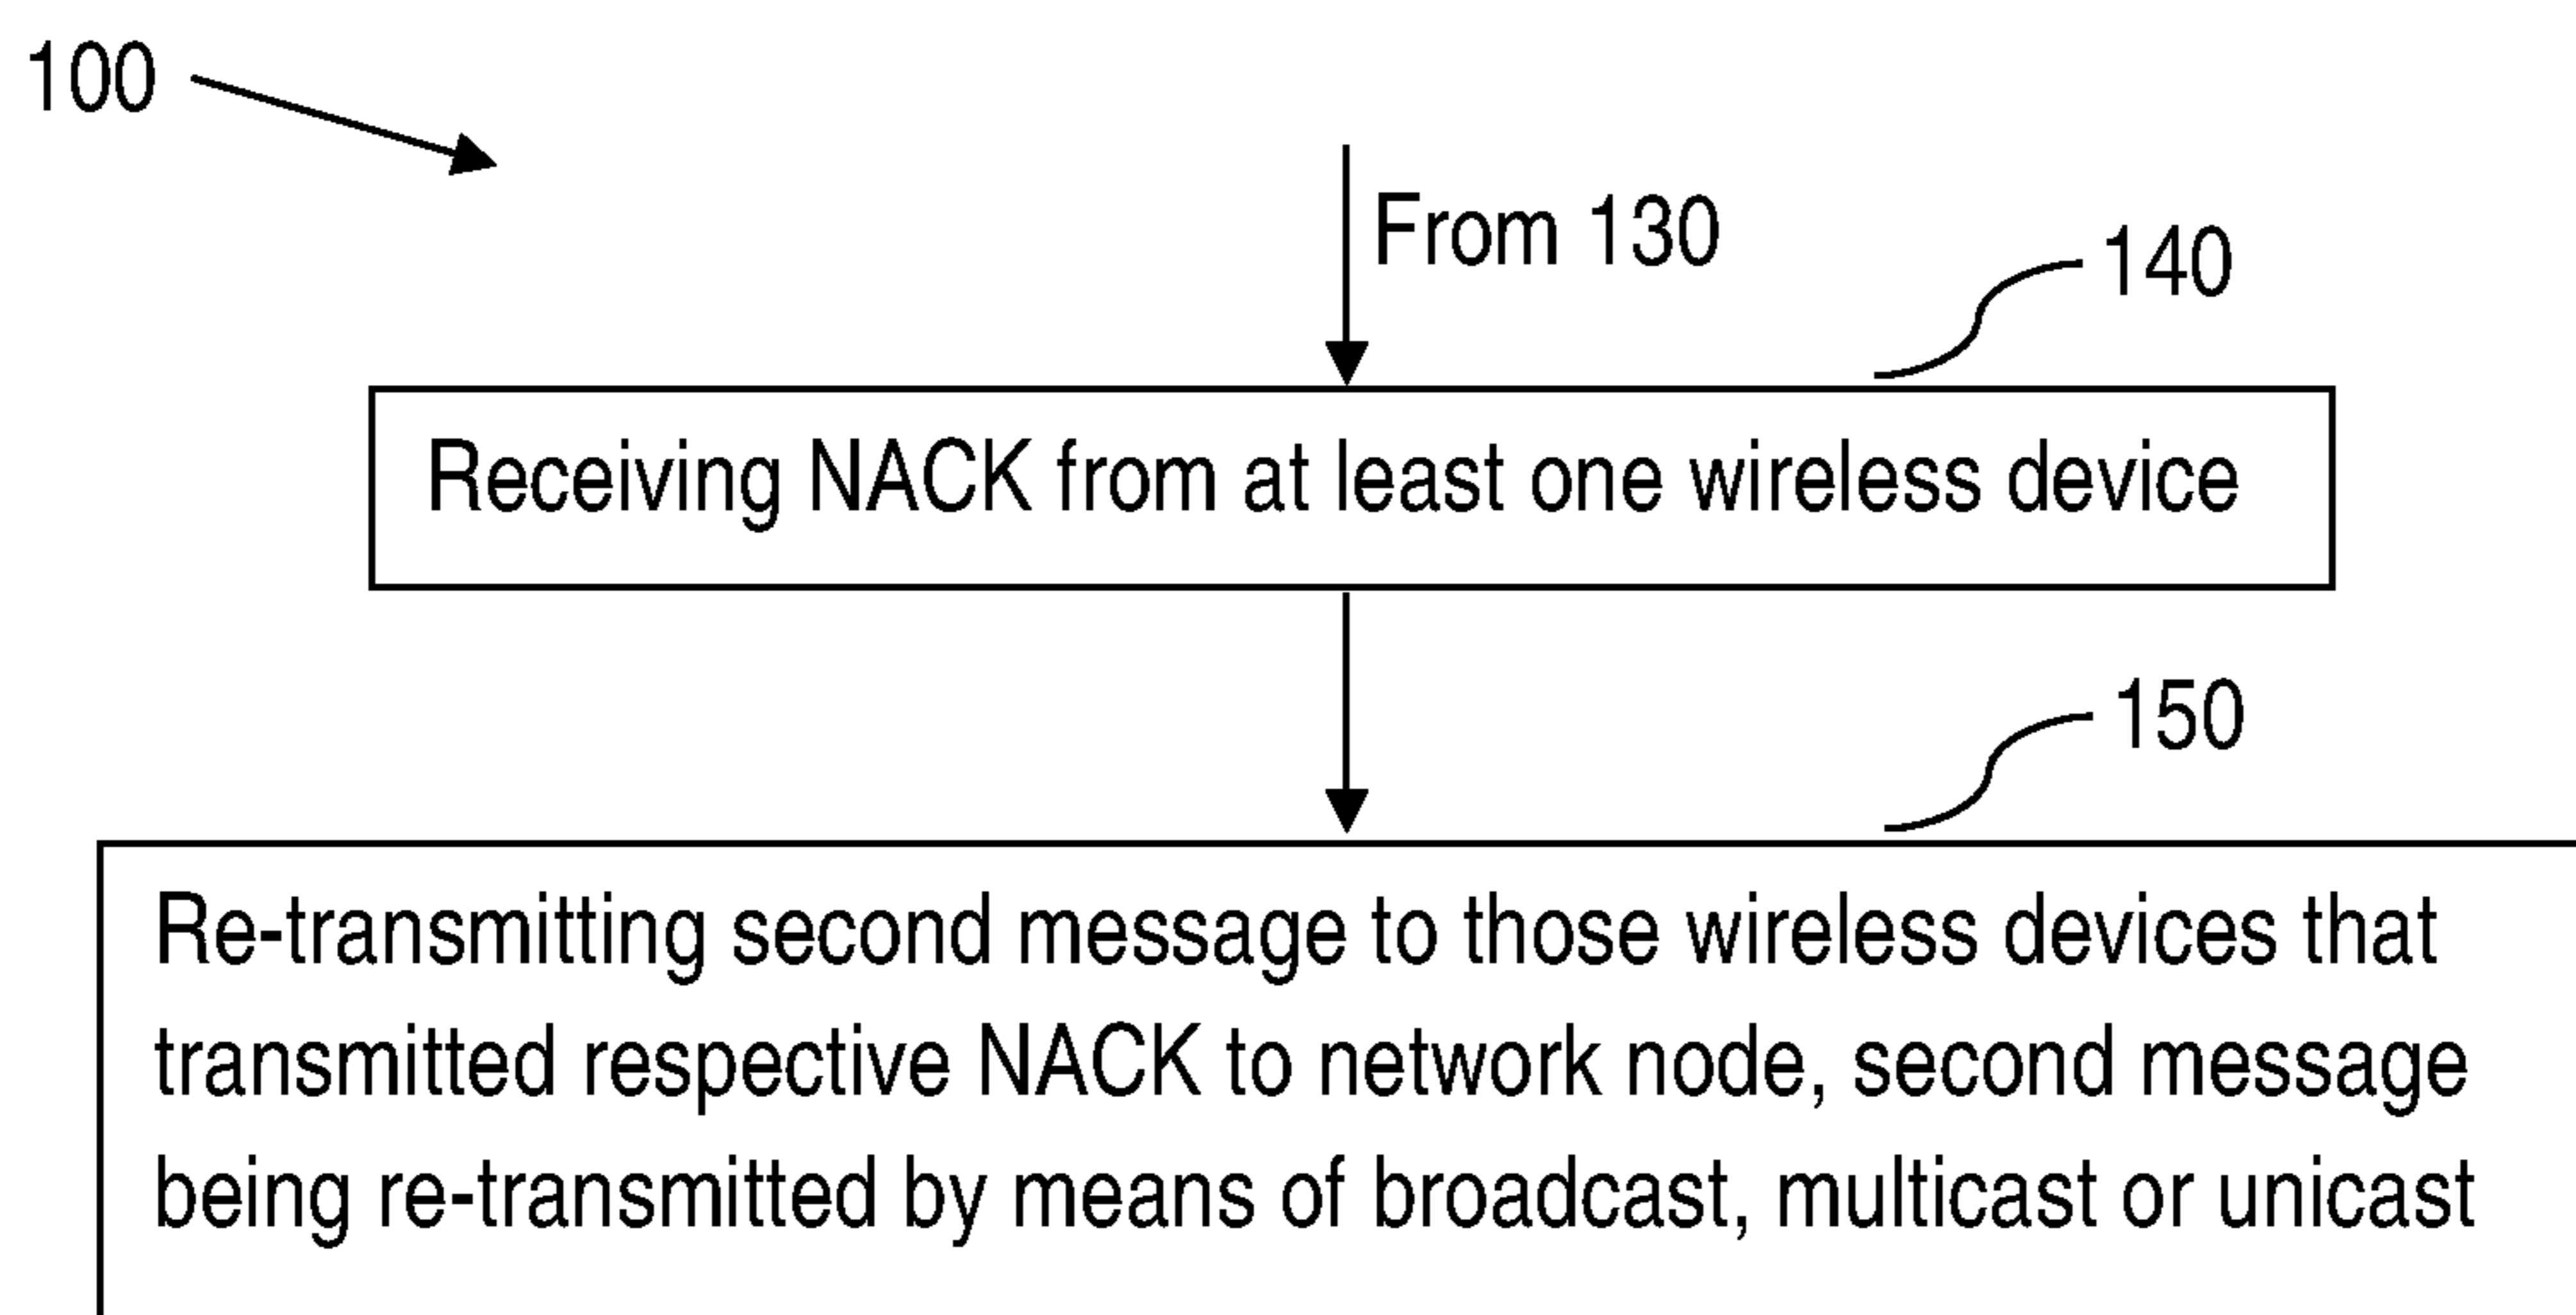 100
From 130
140
Receiving NACK from at least one wireless device
150
Re-transmitting second message to those wireless devices that
transmitted respective NACK to network node, second message
being re-transmitted by means of broadcast, multicast or unicast